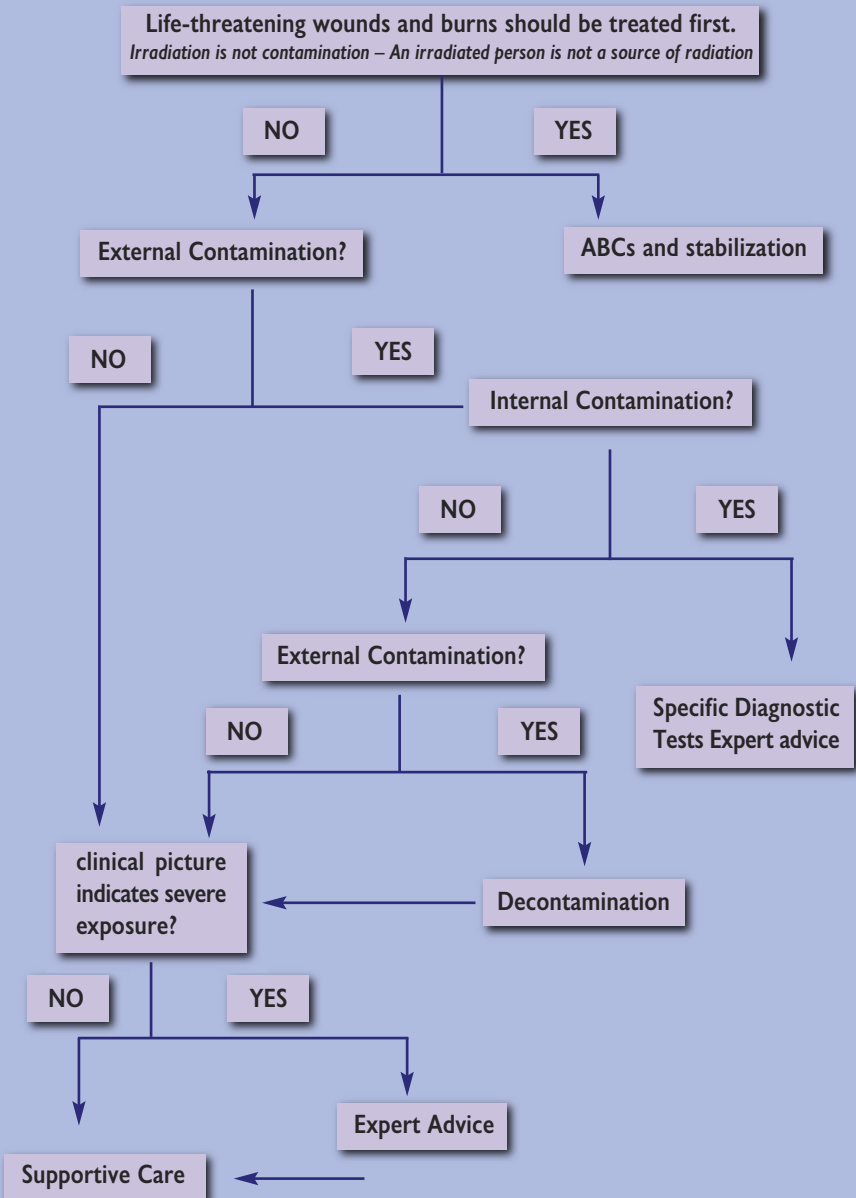 Life-threatening wounds and burns should be treated first.
Irradiation is not contamination – An irradiated person is not a source of radiation
NO
YES
External Contamination?
ABCs and stabilization
NO
YES
Internal Contamination?
NO
YES
External Contamination?
Specific Diagnostic
Tests Expert advice
NO
YES
clinical picture
indicates severe
exposure?
Decontamination
NO
YES
Expert Advice
Supportive Care